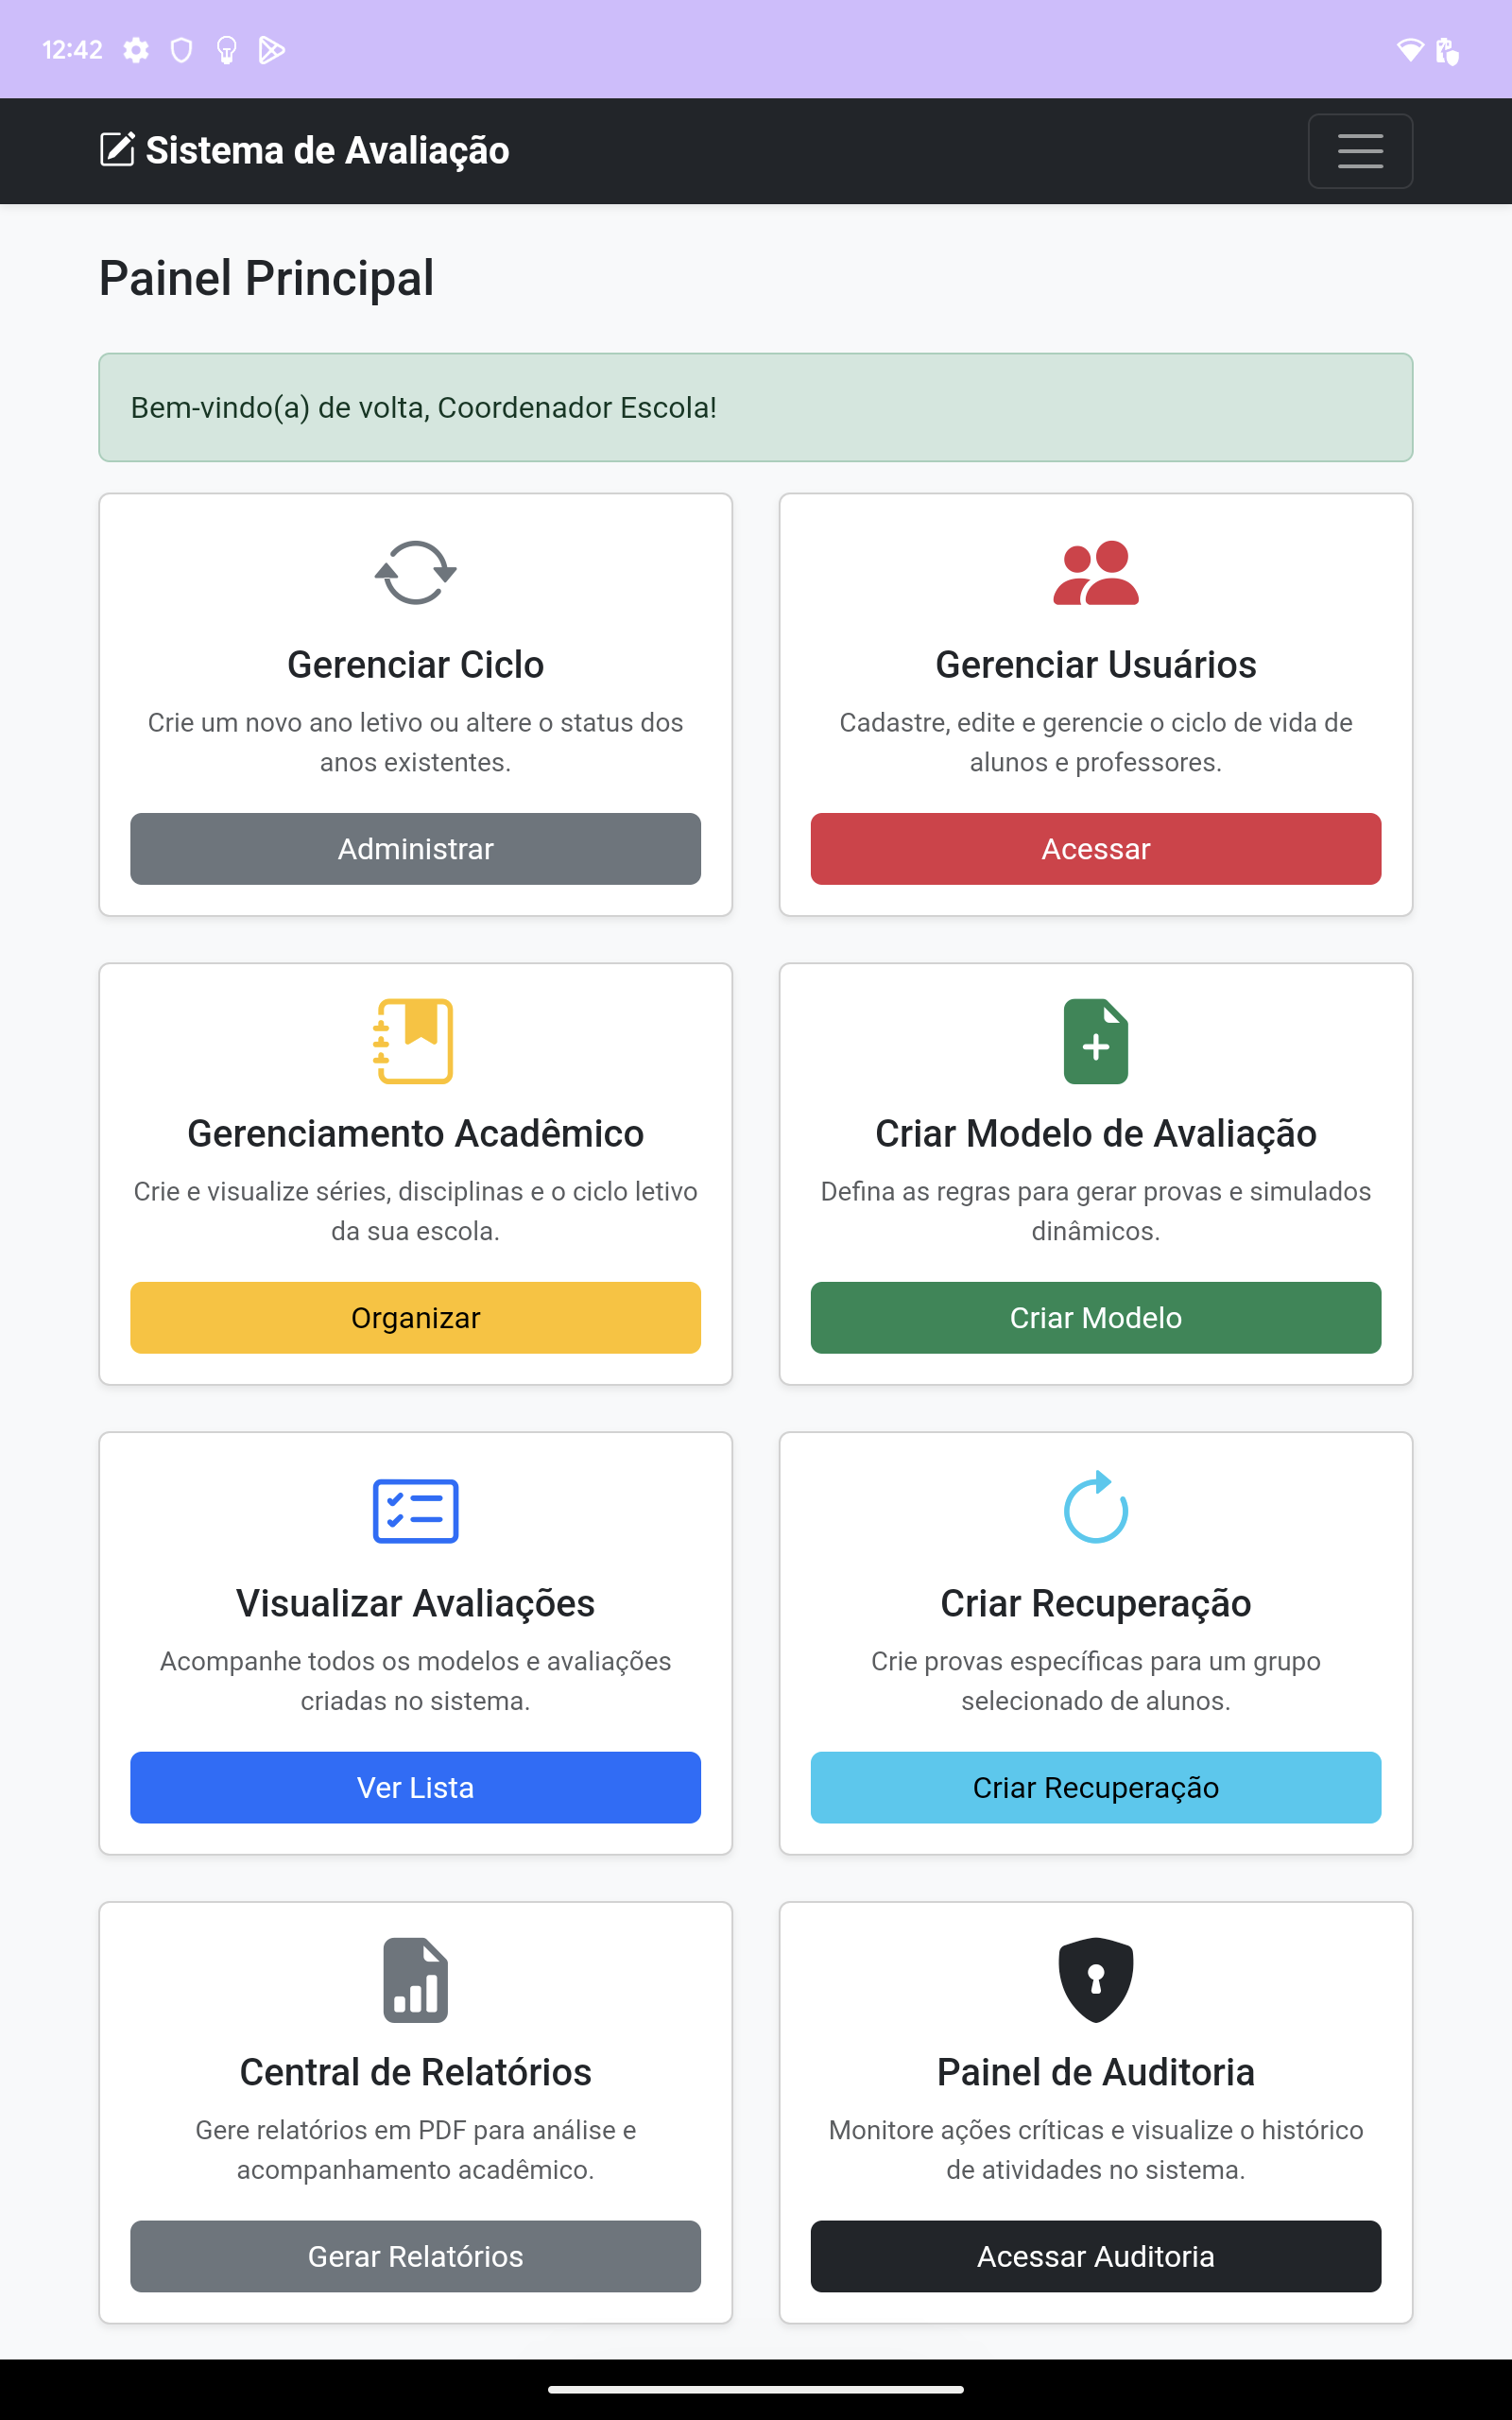 12:42
Sistema de Avaliação
Painel Principal
Bem-vindo(a) de volta, Coordenador Escola!
Gerenciar Ciclo
Crie um novo ano letivo ou altere o status dos
anos existentes.
Administrar
Gerenciar Usuários
Cadastre, edite e gerencie o ciclo de vida de
alunos e professores.
Acessar
Gerenciamento Acadêmico
Crie e visualize séries, disciplinas e o ciclo letivo
da sua escola.
Organizar
Criar Modelo de Avaliação
Defina as regras para gerar provas e simulados
dinâmicos.
Criar Modelo
Visualizar Avaliações
Acompanhe todos os modelos e avaliações
criadas no sistema.
Ver Lista
Criar Recuperação
Crie provas específicas para um grupo
selecionado de alunos.
Criar Recuperação
Central de Relatórios
Gere relatórios em PDF para análise e
acompanhamento acadêmico.
Gerar Relatórios
Painel de Auditoria
Monitore ações críticas e visualize o histórico
de atividades no sistema.
Acessar Auditoria